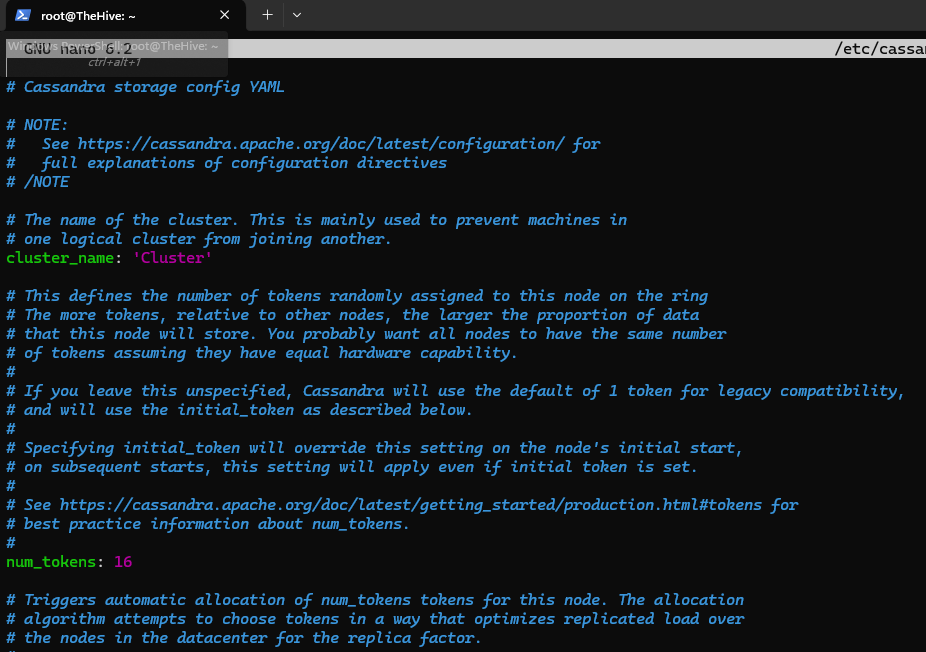 root@TheHive: ~
Windows PowerShell: root@TheHive: ~
GNU nano 6.2
/etc/cassa
ctrl+alt+1
# Cassandra storage config YAML
# NOTE:
#   See https://cassandra.apache.org/doc/latest/configuration/ for
#   full explanations of configuration directives
# /NOTE
# The name of the cluster. This is mainly used to prevent machines in
# one logical cluster from joining another.
cluster_name: 'Cluster'
# This defines the number of tokens randomly assigned to this node on the ring
# The more tokens, relative to other nodes, the larger the proportion of data
# that this node will store. You probably want all nodes to have the same number
# of tokens assuming they have equal hardware capability.
#
# If you leave this unspecified, Cassandra will use the default of 1 token for legacy compatibility,
# and will use the initial_token as described below.
#
# Specifying initial_token will override this setting on the node's initial start,
# on subsequent starts, this setting will apply even if initial token is set.
#
# See https://cassandra.apache.org/doc/latest/getting_started/production.html#tokens for
# best practice information about num_tokens.
#
num_tokens: 16
# Triggers automatic allocation of num_tokens tokens for this node. The allocation
# algorithm attempts to choose tokens in a way that optimizes replicated load over
# the nodes in the datacenter for the replica factor.